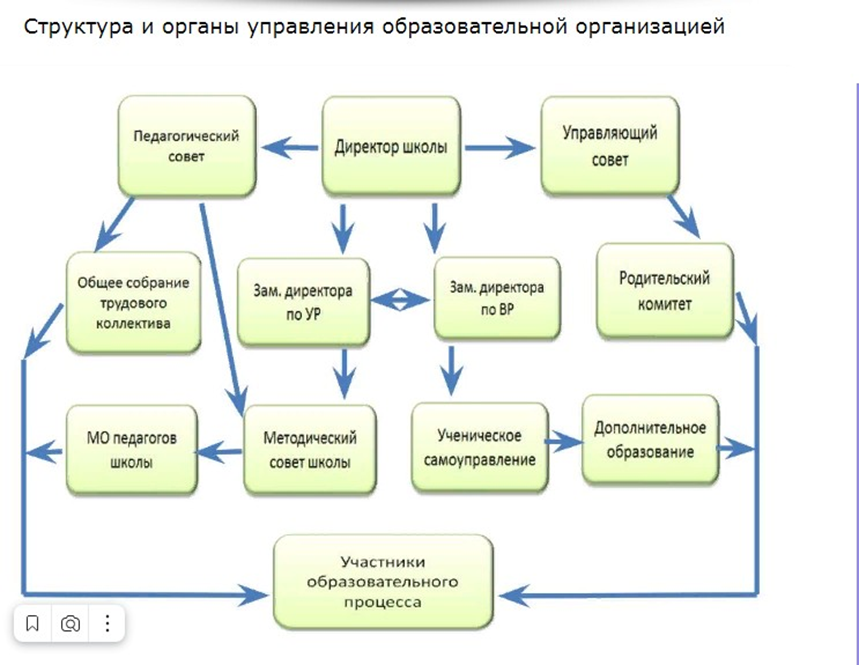 Структура и органы управления образовательной организацией
Педагогический
совет
Директор школы
Управляющий
совет
Общее собрание
трудового
коллектива
Зам. директора
по УР
Зам. директора
по ВР
Родительский
комитет
МО педагогов
школы
Методический
совет школы
Ученическое
самоуправление
Дополнительное
образование
Участники
образовательного
процесса